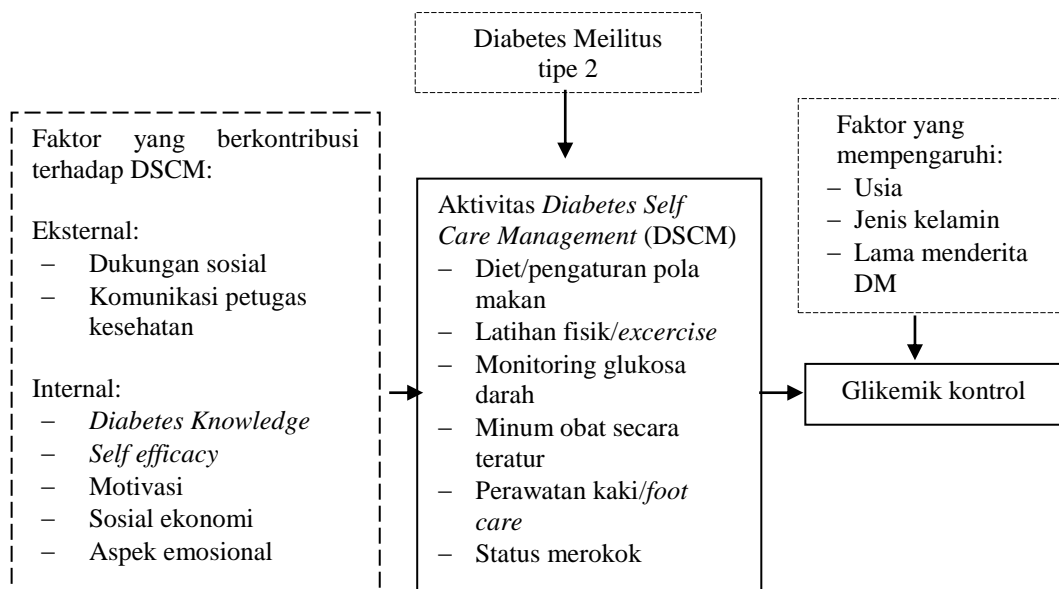 Diabetes Meilitus
tipe 2
Faktor yang berkontribusi
terhadap DSCM:
Eksternal:
– Dukungan sosial
– Komunikasi petugas
kesehatan
Internal:
– Diabetes Knowledge
– Self efficacy
– Motivasi
– Sosial ekonomi
– Aspek emosional
Aktivitas Diabetes Self
Care Management (DSCM)
– Diet/pengaturan pola
makan
– Latihan fisik/excercise
– Monitoring glukosa
darah
– Minum obat secara
teratur
– Perawatan kaki/foot
care
– Status merokok
Faktor yang
mempengaruhi:
– Usia
– Jenis kelamin
– Lama menderita
DM
Glikemik kontrol